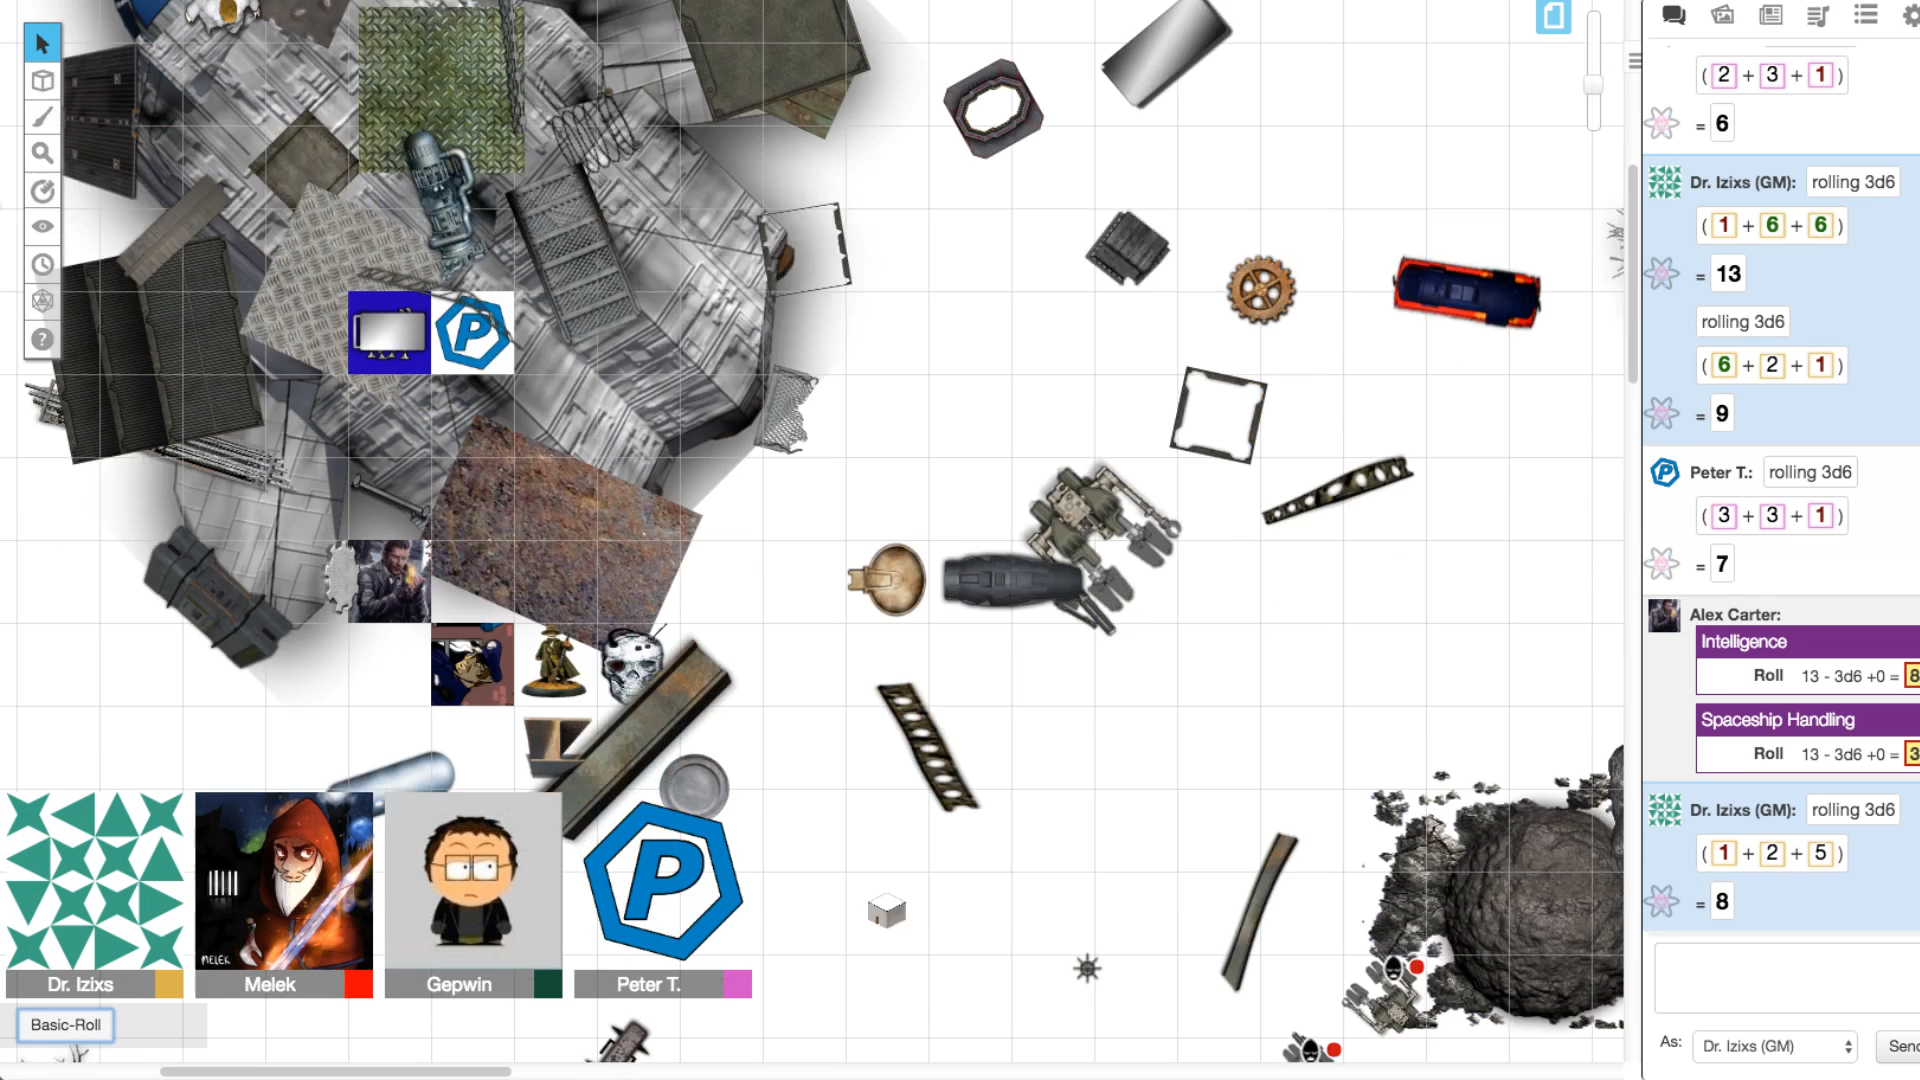 ( 2 + 3 + 1 )
= 6
Dr. Izixs (GM): rolling 3d6
( 1 + 6 + 6 )
= 13
rolling 3d6
( 6 + 2 + 1 )
= 9
P Peter T.: rolling 3d6
( 3 + 3 + 1 )
= 7
Alex Carter:
Intelligence
Roll 13 - 3d6 +0 = 8
Spaceship Handling
Roll 13 - 3d6 +0 = 3
Dr. Izixs (GM): rolling 3d6
( 1 + 2 + 5 )
= 8
As: Dr. Izixs (GM) Send
?
P
MELEK
P
Dr. Izixs
Melek
Gepwin
Peter T.
Basic-Roll